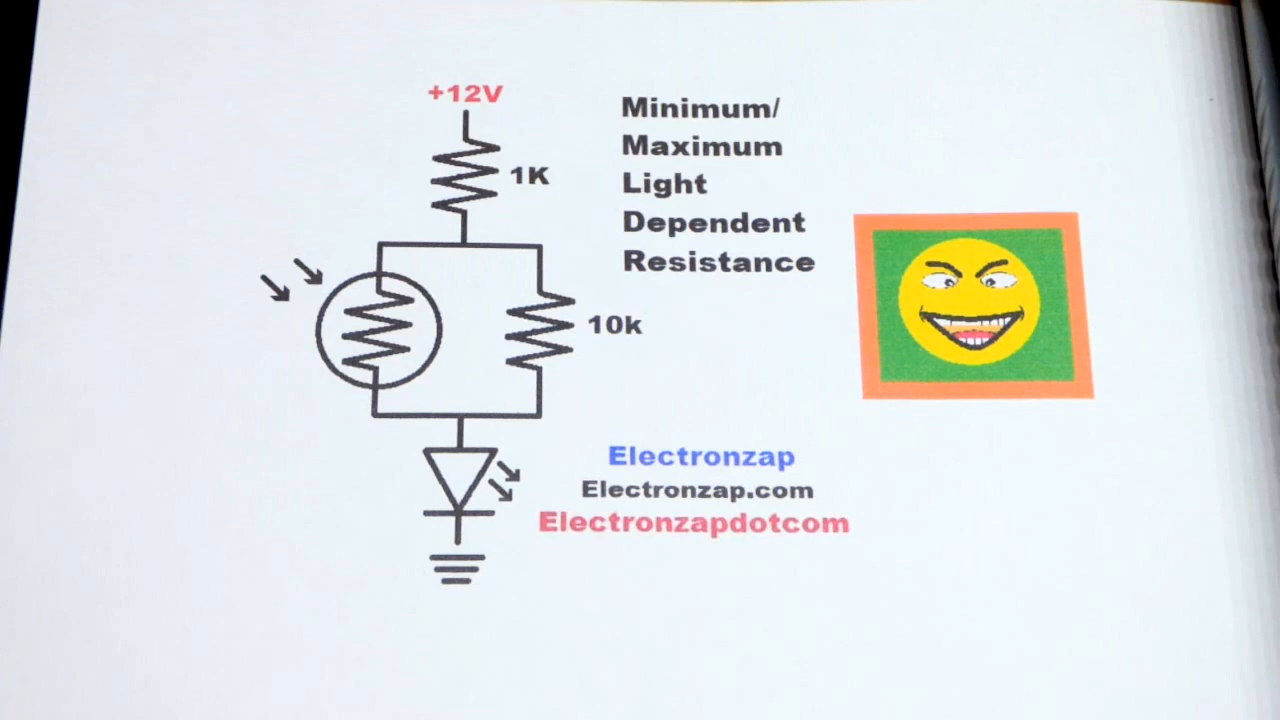 +12V
1K
Minimum/
Maximum
Light
Dependent
Resistance
10k
Electronzap
Electronzap.com
Electronzapdotcom